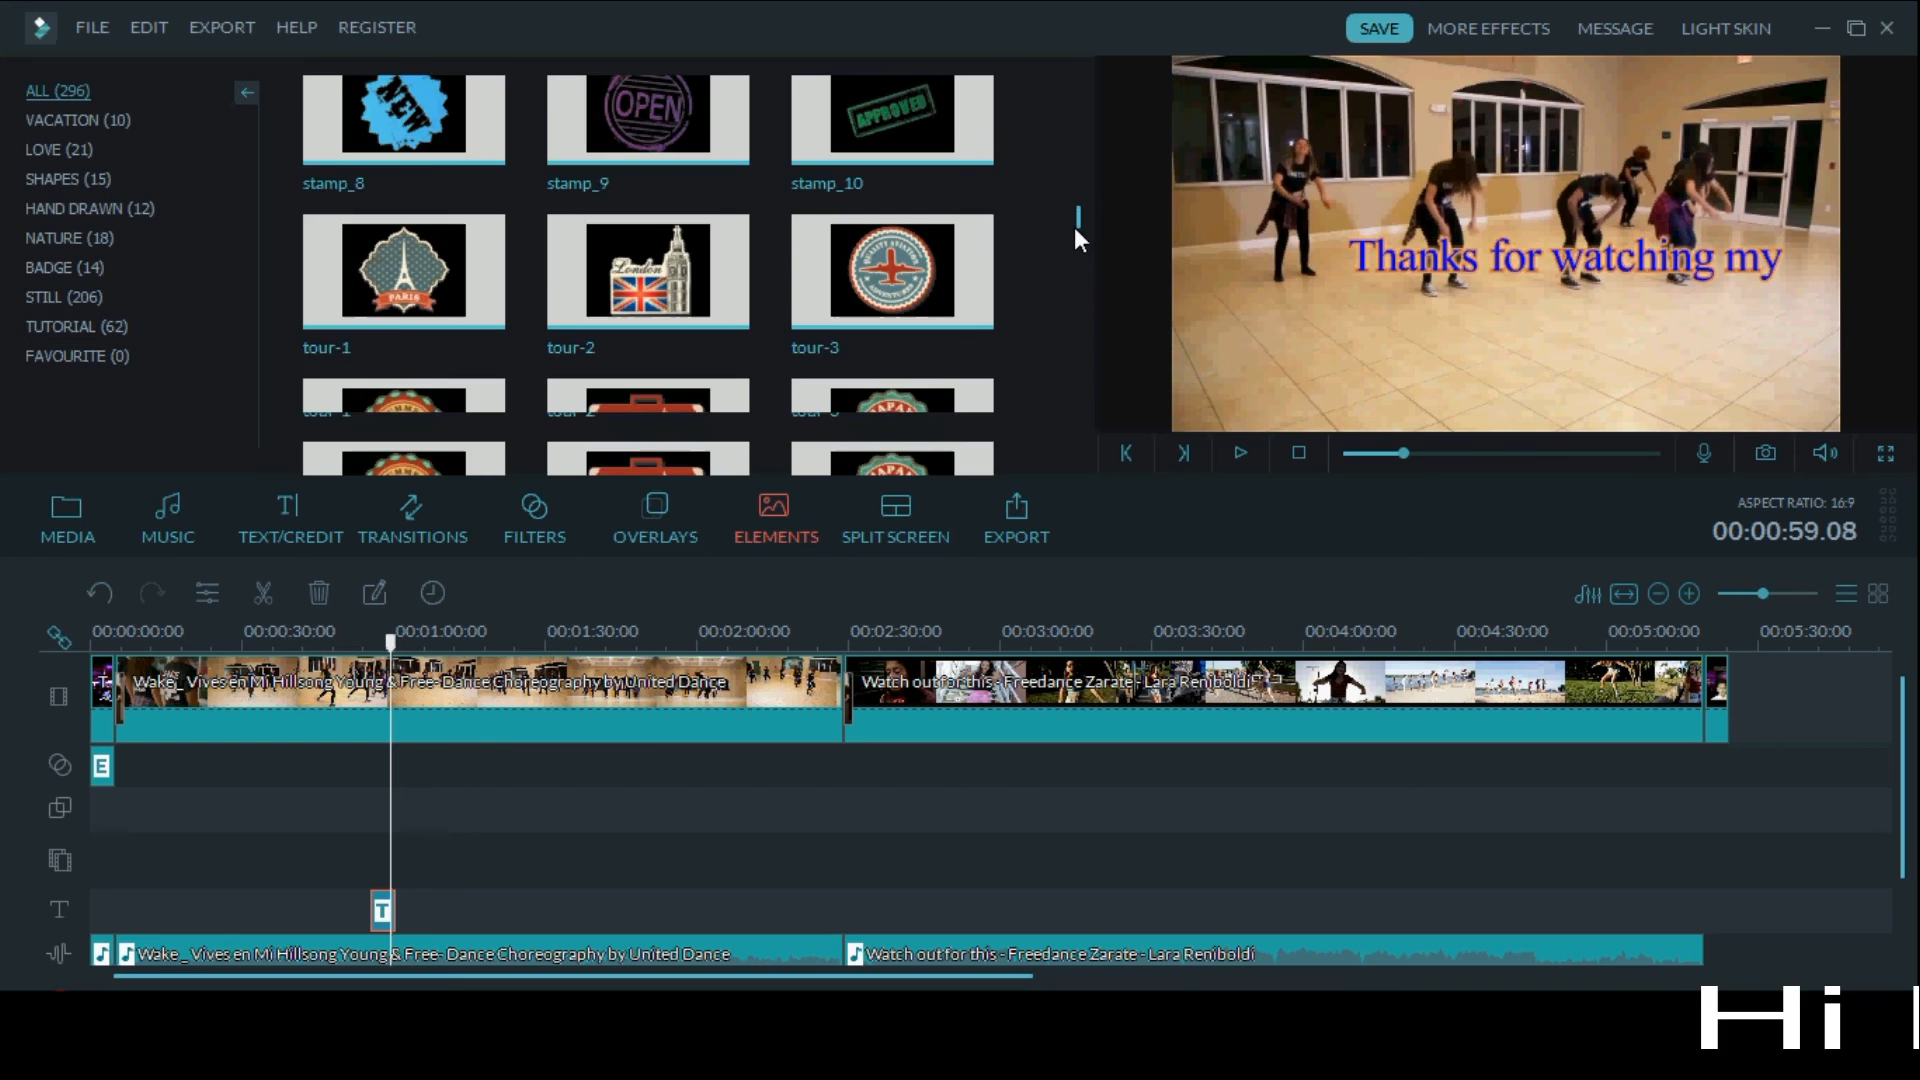 FILE EDIT EXPORT HELP REGISTER
SAVE MORE EFFECTS MESSAGE LIGHT SKIN
ALL (296)
VACATION (10)
LOVE (21)
SHAPES (15)
HAND DRAWN (12)
NATURE (18)
BADGE (14)
STILL (206)
TUTORIAL (62)
FAVOURITE (0)
NEW
OPEN
APPROVED
stamp_8 stamp_9 stamp_10
PARIS
London
tour-1 tour-2 tour-3
Thanks for watching my
MEDIA MUSIC TEXT/CREDIT TRANSITIONS FILTERS OVERLAYS ELEMENTS SPLIT SCREEN EXPORT
ASPECT RATIO: 16:9
00:00:59.08
00:00:00:00 00:00:30:00 00:01:00:00 00:01:30:00 00:02:00:00 00:02:30:00 00:03:00:00 00:03:30:00 00:04:00:00 00:04:30:00 00:05:00:00 00:05:30:00
Wake_ Vives en Mi Hillsong Young & Free- Dance Choreography by United Dance
Watch out for this - Freedance Zarate - Lara Reniboldi
E
T
Wake_ Vives en Mi Hillsong Young & Free- Dance Choreography by United Dance
Watch out for this - Freedance Zarate - Lara Reniboldi
Hi